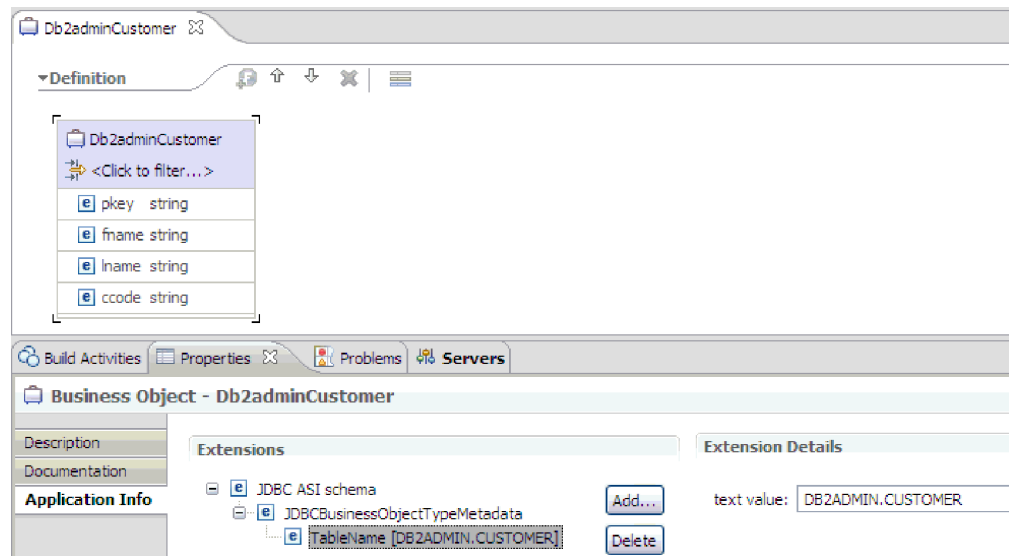 Db2adminCustomer
Definition
Db2adminCustomer
<Click to filter...>
e pkey string
e fname string
e lname string
e ccode string
Build Activities Properties Problems Servers
Business Object - Db2adminCustomer
Description
Documentation
Application Info
Extensions
e JDBC ASI schema
e JDBCBusinessObjectTypeMetadata
e TableName [DB2ADMIN.CUSTOMER]
Add...
Delete
Extension Details
text value: DB2ADMIN.CUSTOMER